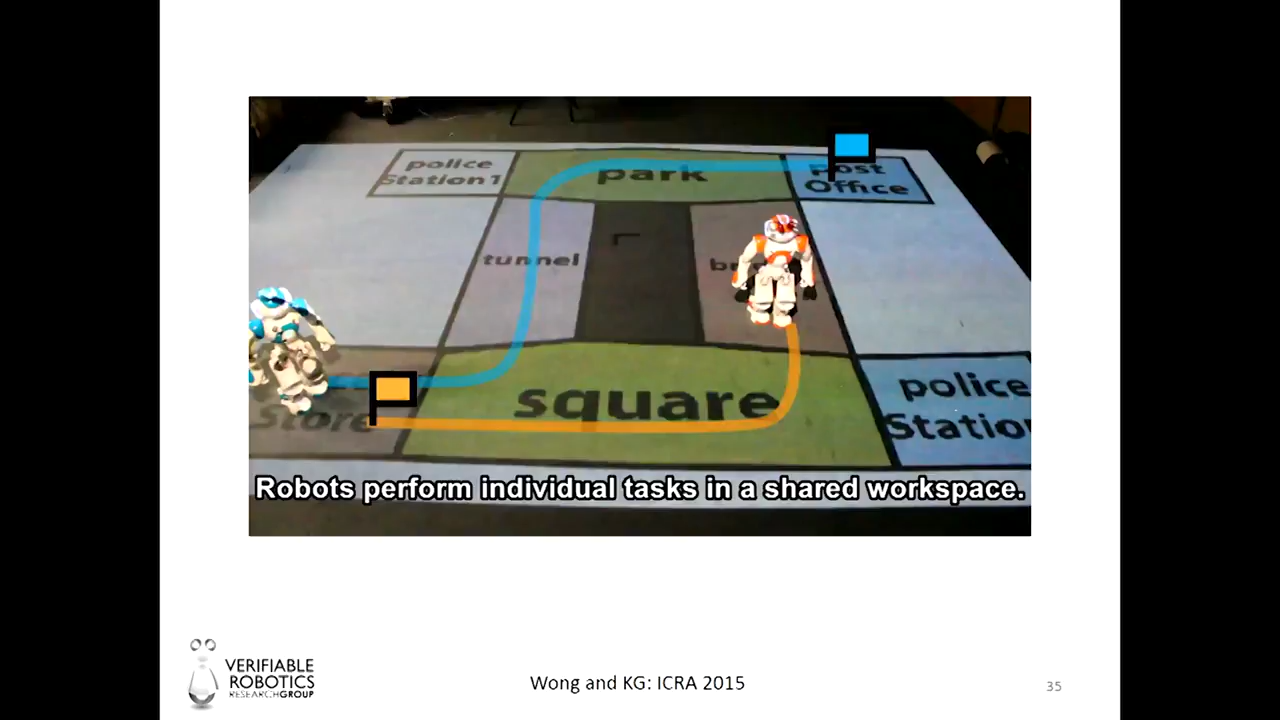 police
Station1
park
post
Office
tunnel
square
Store
police
Robots perform individual tasks in a shared workspace.
VERIFIABLE
ROBOTICS
RESEARCHGROUP
Wong and KG: ICRA 2015
35